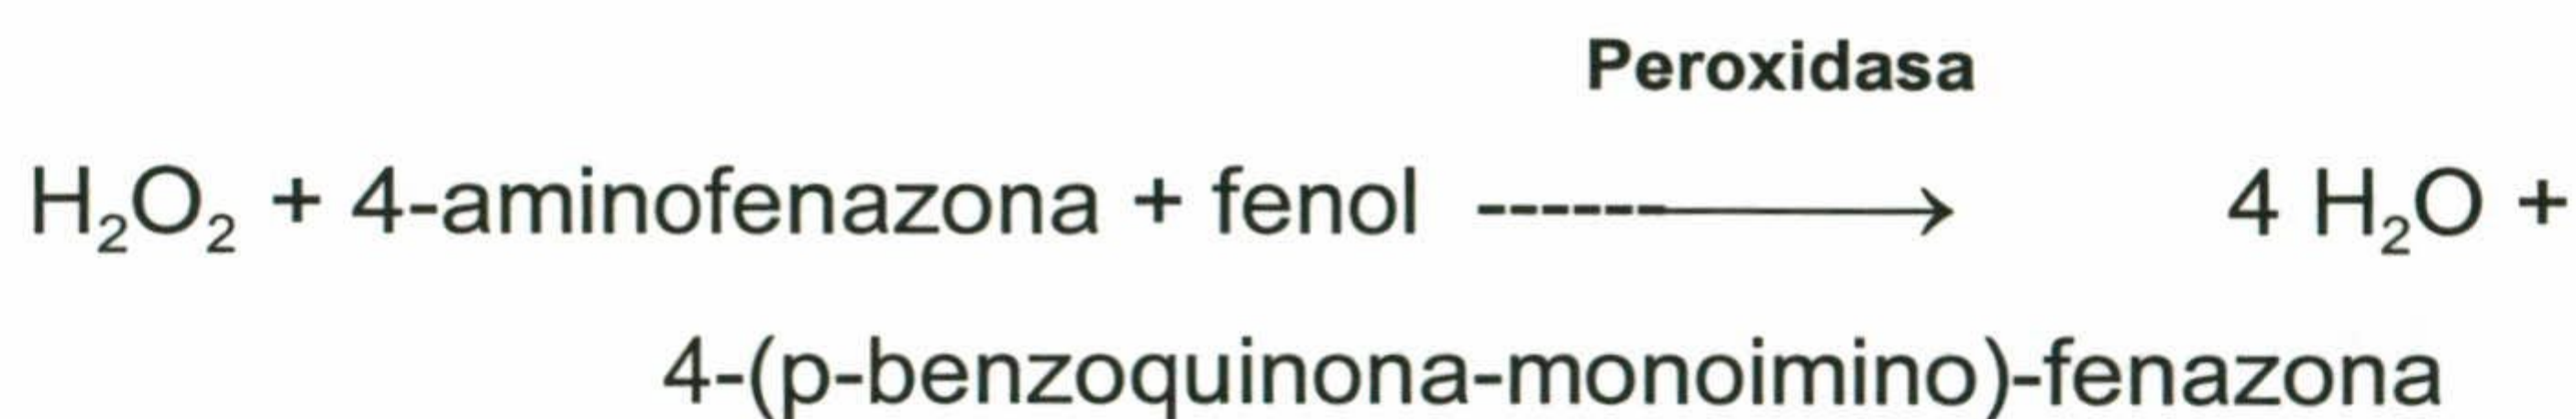 Peroxidasa
H₂O₂ + 4-aminofenazona + fenol ------⟶ 4 H₂O +
4-(p-benzoquinona-monoimino)-fenazona